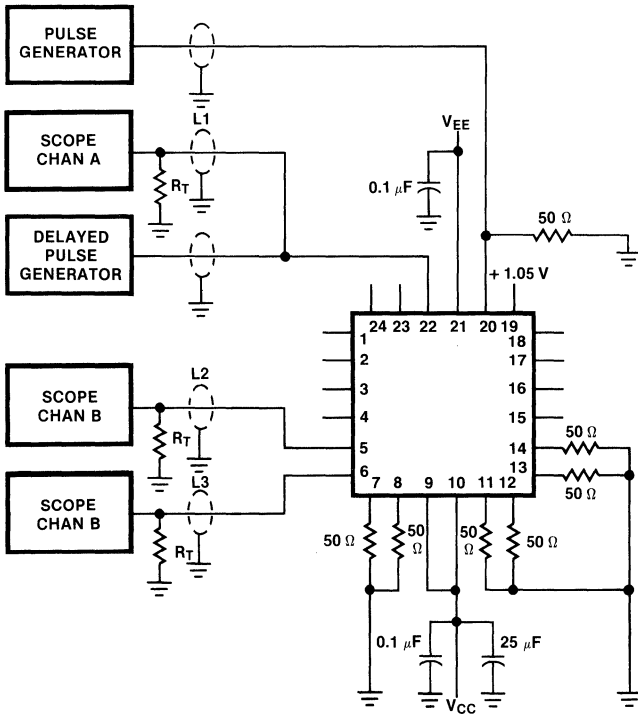 PULSE
GENERATOR
L1
SCOPE
CHAN A
R_T
DELAYED
PULSE
GENERATOR
V_EE
0.1 μF
50 Ω
+ 1.05 V
24 23 22 21 20 19
1
2
3
4
5
6
18
17
16
15
14
13
7 8 9 10 11 12
L2
SCOPE
CHAN B
R_T
L3
SCOPE
CHAN B
R_T
50 Ω
50 Ω
50 Ω
50
Ω
50
Ω
50 Ω
0.1 μF
25 μF
V_CC